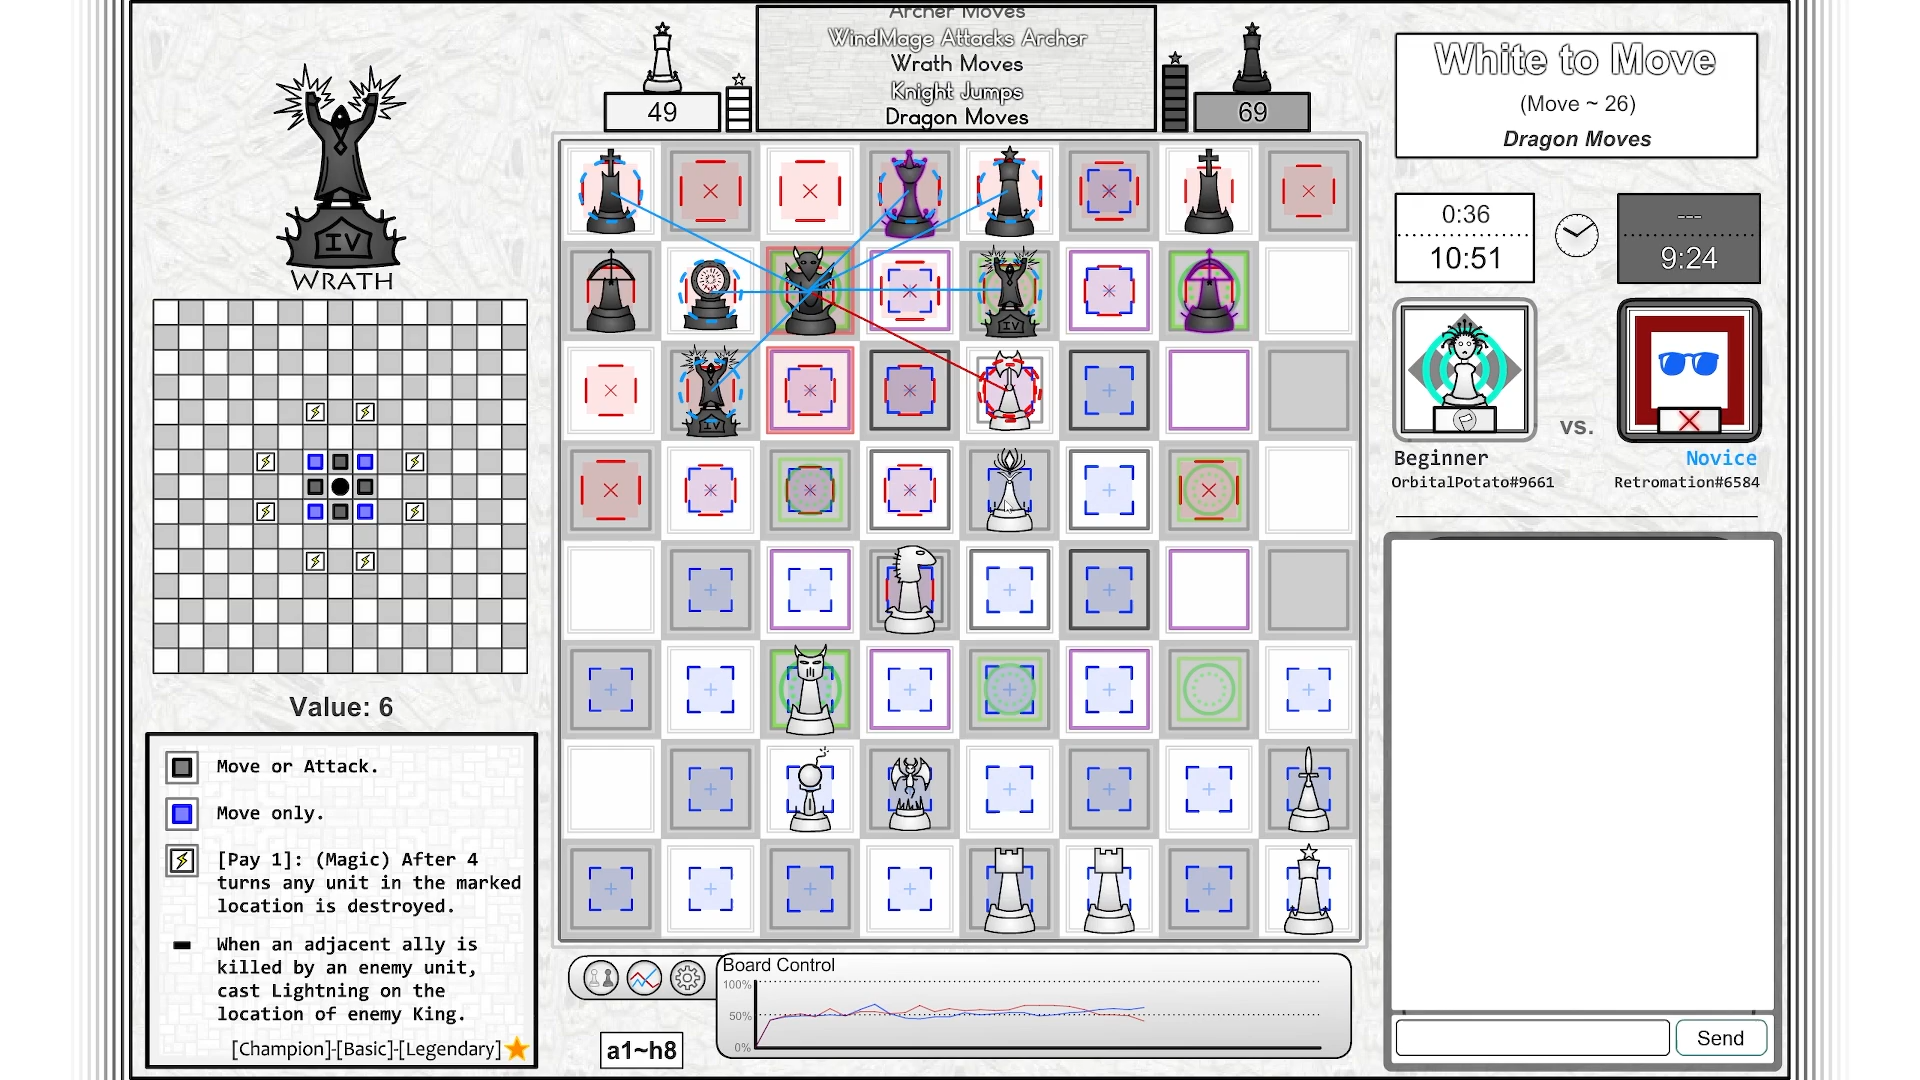 Archer Moves
WindMage Attacks Archer
Wrath Moves
Knight Jumps
Dragon Moves
49
69
White to Move
(Move ~ 26)
Dragon Moves
0:36
10:51
---
9:24
vs.
Beginner
OrbitalPotato#9661
Novice
Retromation#6584
IV
WRATH
IV
IV
Value: 6
Move or Attack.
Move only.
[Pay 1]: (Magic) After 4
turns any unit in the marked
location is destroyed.
When an adjacent ally is
killed by an enemy unit,
cast Lightning on the
location of enemy King.
[Champion]-[Basic]-[Legendary]
Board Control
100%
50%
0%
a1~h8
Send